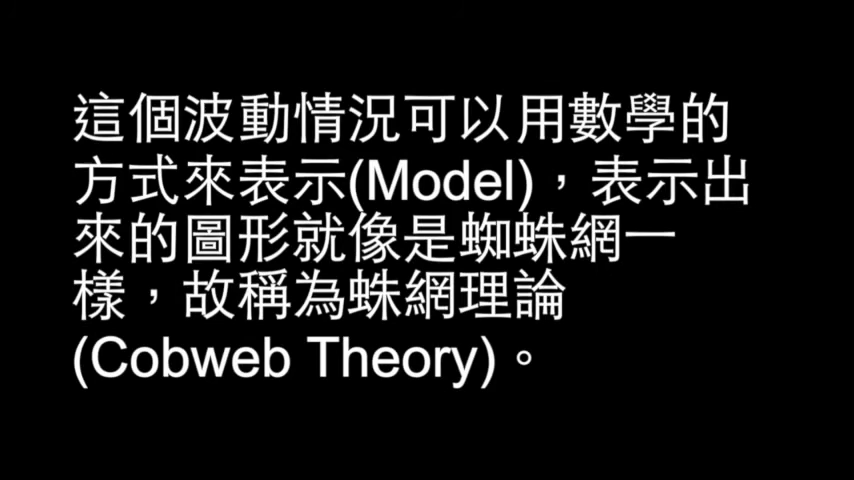 這個波動情況可以用數學的
方式來表示(Model)，表示出
來的圖形就像是蜘蛛網一
樣，故稱為蛛網理論
(Cobweb Theory)。